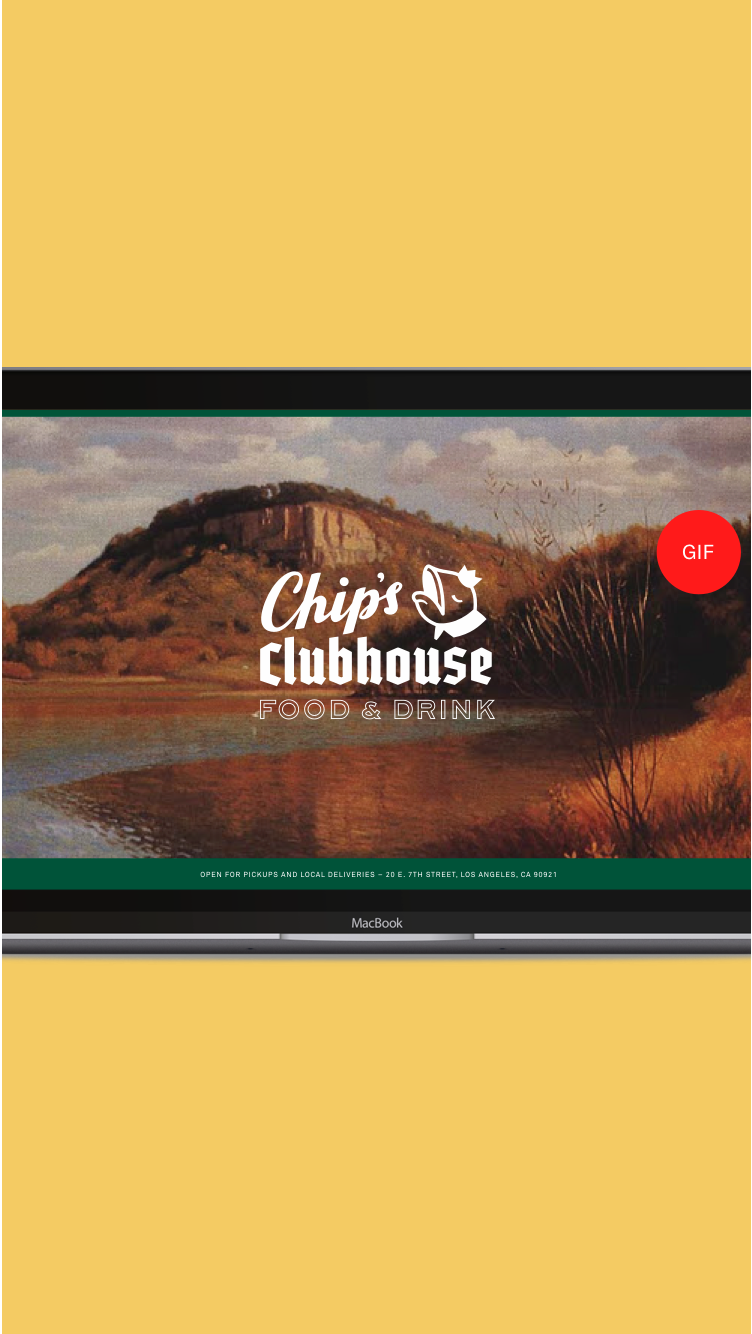 GIF
Chip's
Clubhouse
FOOD & DRINK
OPEN FOR PICKUPS AND LOCAL DELIVERIES – 20 E. 7TH STREET, LOS ANGELES, CA 90921
MacBook